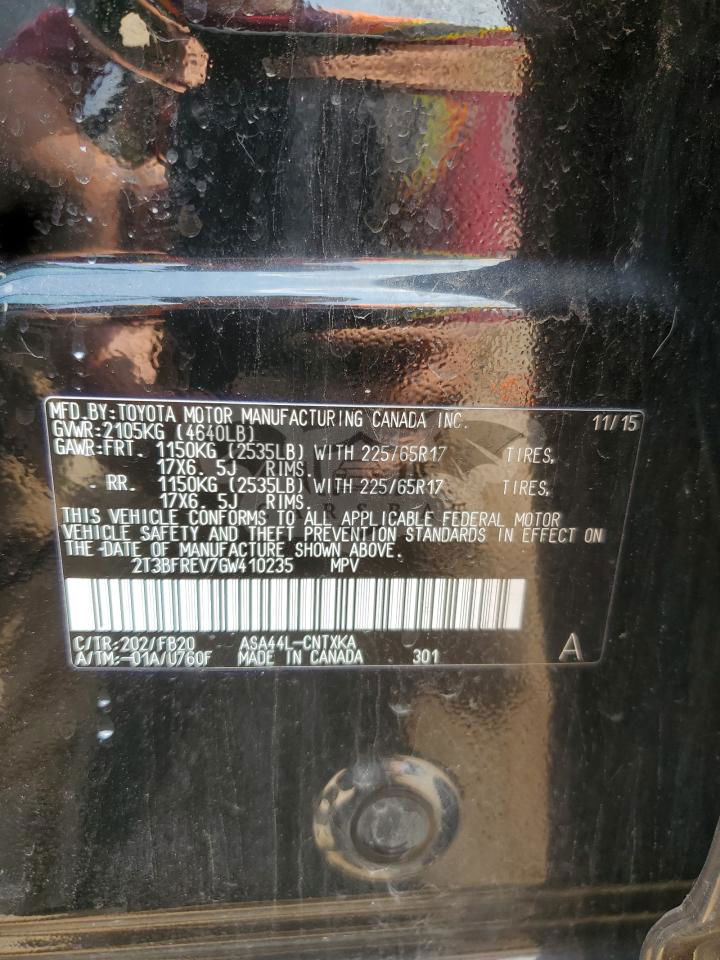 MFD.BY:TOYOTA MOTOR MANUFACTURING CANADA INC. 11/15
GVWR:2105KG (4640LB)
GAWR:FRT. 1150KG (2535LB) WITH 225/65R17 TIRES,
17X6. 5J RIMS.
RR. 1150KG (2535LB) WITH 225/65R17 TIRES,
17X6. 5J RIMS.
THIS VEHICLE CONFORMS TO ALL APPLICABLE FEDERAL MOTOR
VEHICLE SAFETY AND THEFT PREVENTION STANDARDS IN EFFECT ON
THE DATE OF MANUFACTURE SHOWN ABOVE.
2T3BFREV7GW410235 MPV
C/TR:202/FB20 ASA44L-CNTXKA
A/TM:-01A/U760F MADE IN CANADA 301 A